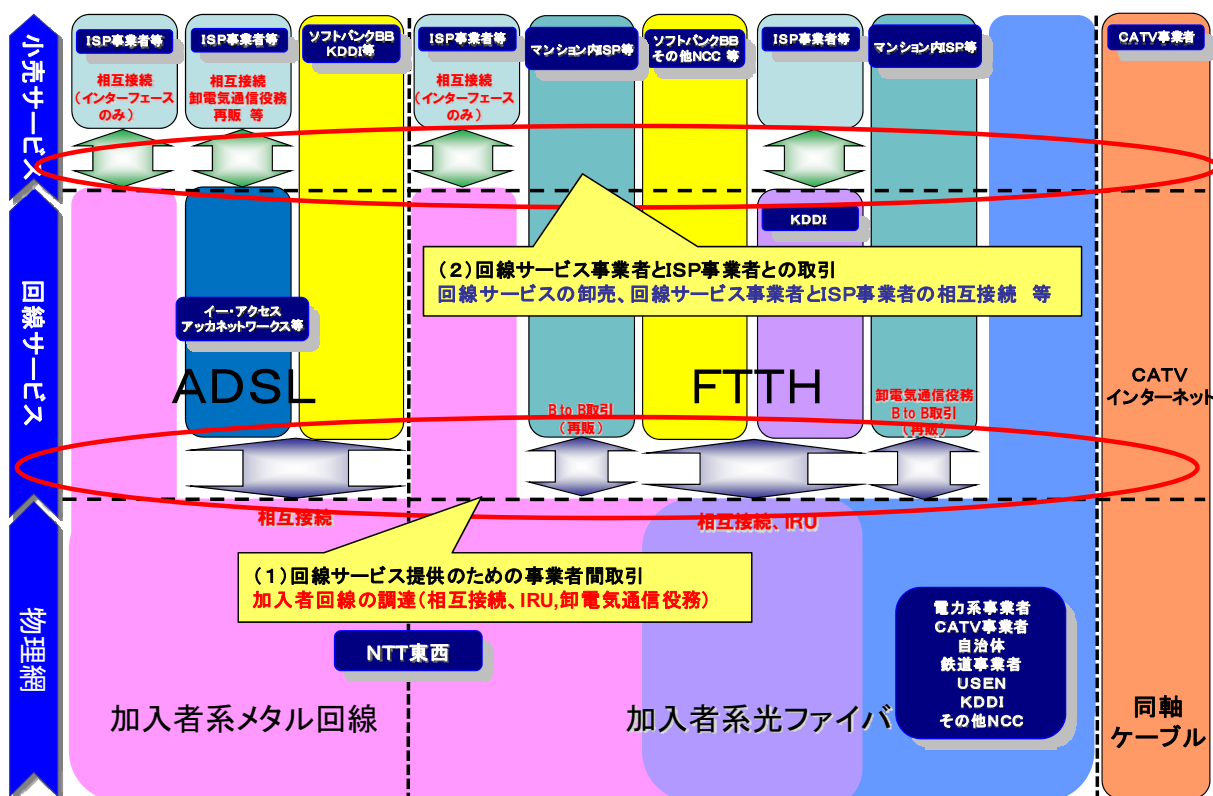 小売サービス
ISP事業者等
相互接続
(インターフェース
のみ)
ISP事業者等
相互接続
卸電気通信役務
再販 等
ソフトバンクBB
KDDI等
ISP事業者等
相互接続
(インターフェース
のみ)
マンション内ISP等
ソフトバンクBB
その他NCC 等
ISP事業者等
マンション内ISP等
CATV事業者
回線サービス
KDDI
(2)回線サービス事業者とISP事業者との取引
回線サービスの卸売、回線サービス事業者とISP事業者の相互接続 等
イー・アクセス
アッカネットワークス等
ADSL
FTTH
CATV
インターネット
B to B取引
(再販)
卸電気通信役務
B to B取引
(再販)
相互接続
相互接続、IRU
物理網
(1)回線サービス提供のための事業者間取引
加入者回線の調達(相互接続、IRU,卸電気通信役務)
NTT東西
電力系事業者
CATV事業者
自治体
鉄道事業者
USEN
KDDI
その他NCC
加入者系メタル回線
加入者系光ファイバ
同軸
ケーブル